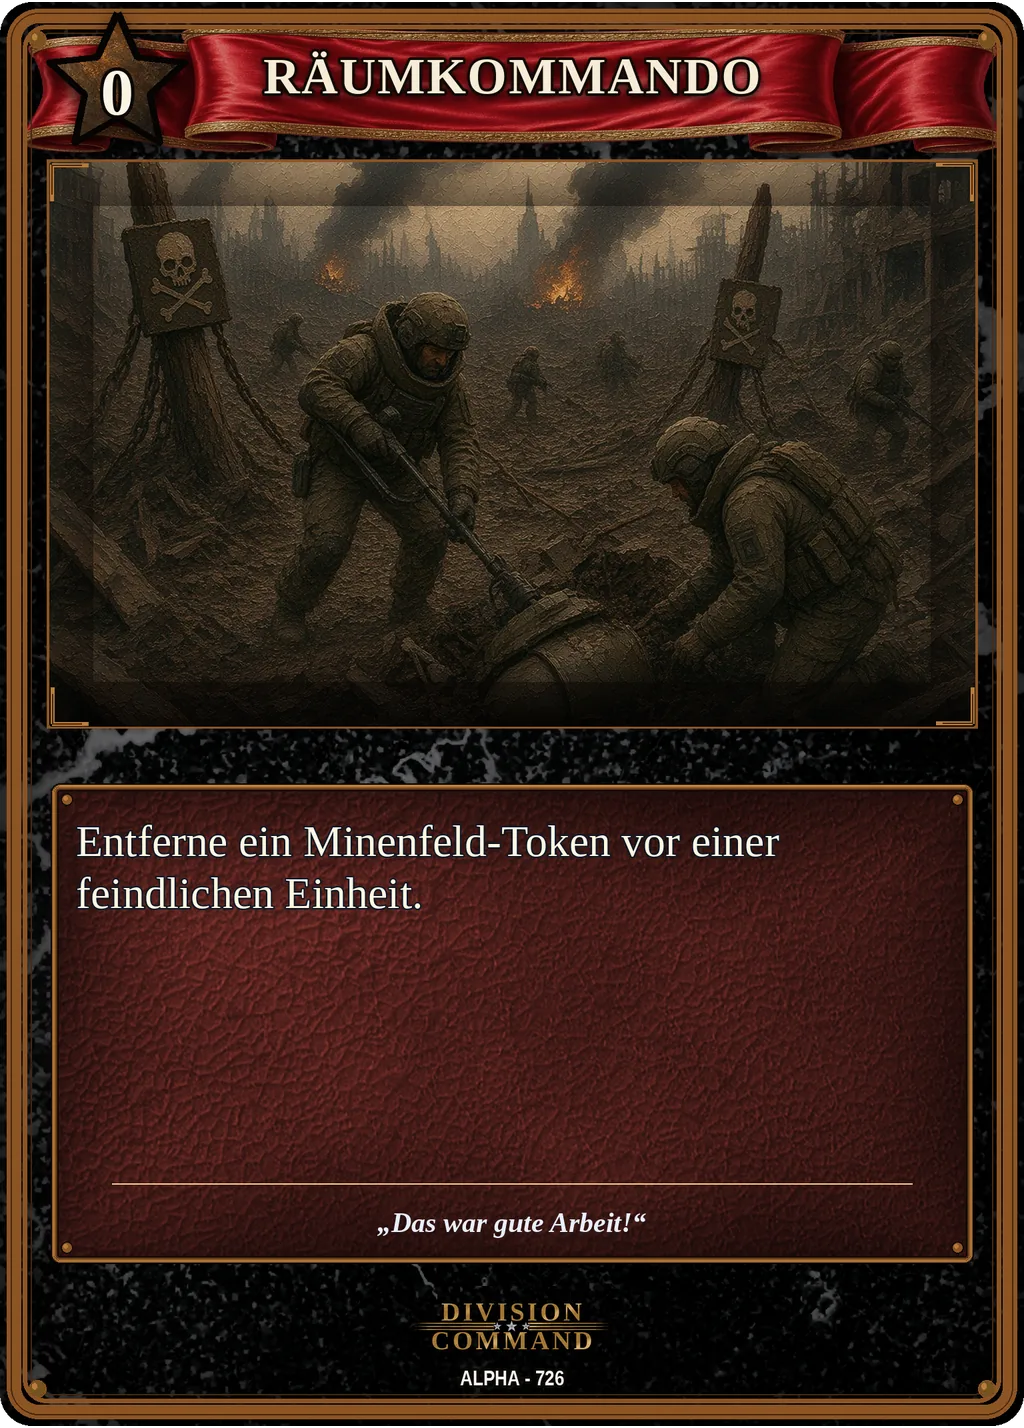 0
RÄUMKOMMANDO
Entferne ein Minenfeld-Token vor einer
feindlichen Einheit.
„Das war gute Arbeit!“
DIVISION
COMMAND
ALPHA - 726